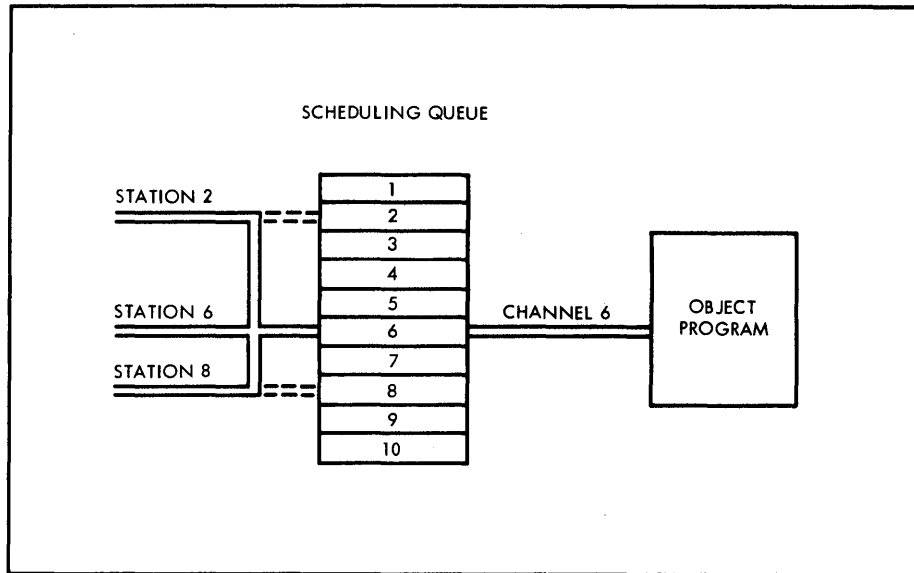 SCHEDULING QUEUE
STATION 2
STATION 6
STATION 8
1
2
3
4
5
6
7
8
9
10
CHANNEL 6
OBJECT
PROGRAM